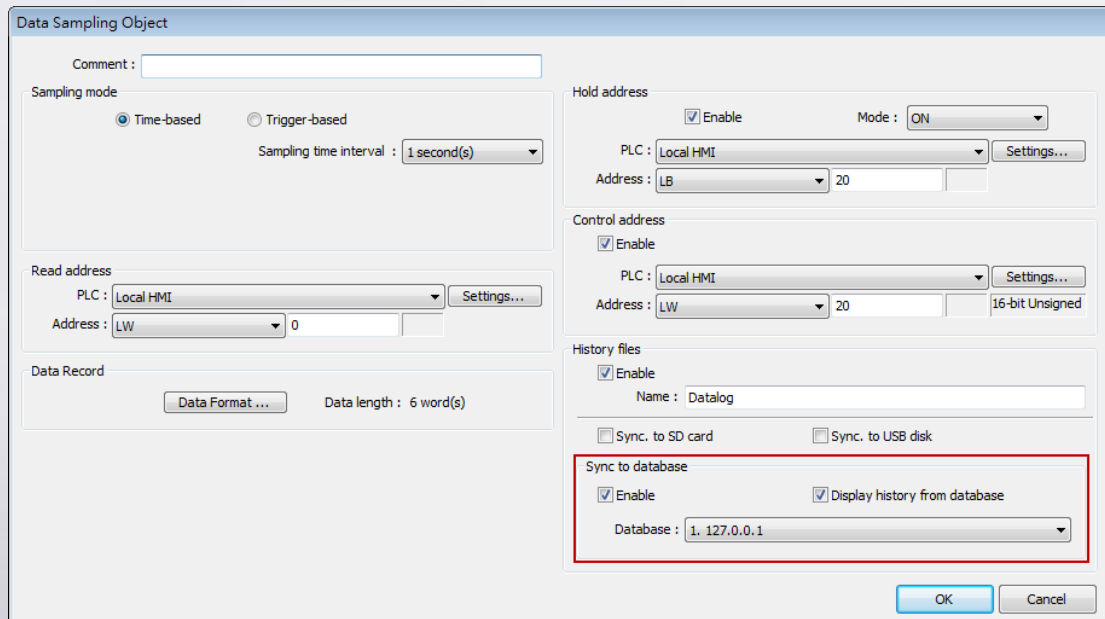 Data Sampling Object
Comment :
Sampling mode
Time-based Trigger-based
Sampling time interval : 1 second(s)
Read address
PLC : Local HMI Settings...
Address : LW 0
Data Record
Data Format ... Data length : 6 word(s)
Hold address
Enable Mode : ON
PLC : Local HMI Settings...
Address : LB 20
Control address
Enable
PLC : Local HMI Settings...
Address : LW 20 16-bit Unsigned
History files
Enable
Name : Datalog
Sync. to SD card Sync. to USB disk
Sync to database
Enable Display history from database
Database : 1. 127.0.0.1
OK Cancel